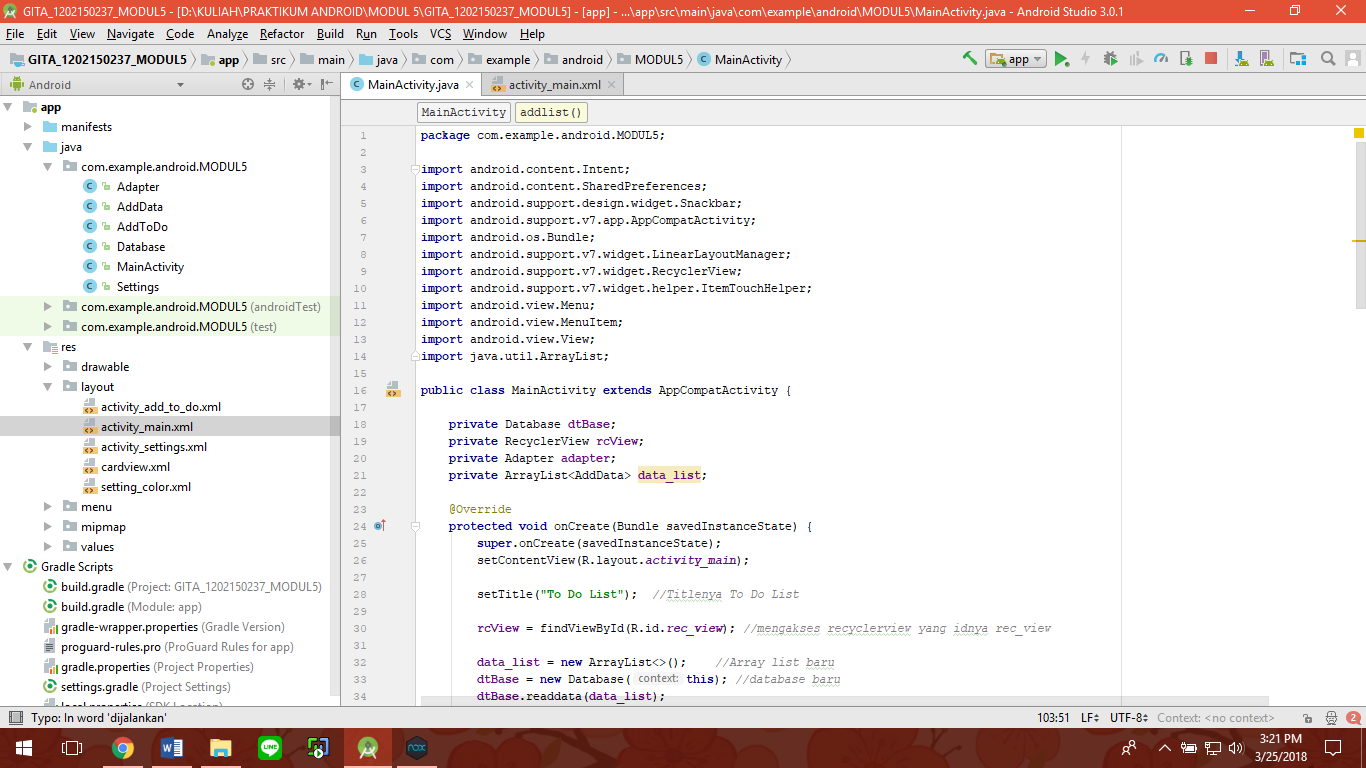 GITA_1202150237_MODUL5 - [D:\KULIAH\PRAKTIKUM ANDROID\MODUL 5\GITA_1202150237_MODUL5] - [app] - ...\app\src\main\java\com\example\android\MODUL5\MainActivity.java - Android Studio 3.0.1
File Edit View Navigate Code Analyze Refactor Build Run Tools VCS Window Help
GITA_1202150237_MODUL5 app src main java com example android MODUL5 MainActivity app
Android
MainActivity.java activity_main.xml
MainActivity addlist()
app
manifests
java
com.example.android.MODUL5
Adapter
AddData
AddToDo
Database
MainActivity
Settings
com.example.android.MODUL5 (androidTest)
com.example.android.MODUL5 (test)
res
drawable
layout
activity_add_to_do.xml
activity_main.xml
activity_settings.xml
cardview.xml
setting_color.xml
menu
mipmap
values
Gradle Scripts
build.gradle (Project: GITA_1202150237_MODUL5)
build.gradle (Module: app)
gradle-wrapper.properties (Gradle Version)
proguard-rules.pro (ProGuard Rules for app)
gradle.properties (Project Properties)
settings.gradle (Project Settings)
local.properties (SDK Location)
1 package com.example.android.MODUL5;
2
3 import android.content.Intent;
4 import android.content.SharedPreferences;
5 import android.support.design.widget.Snackbar;
6 import android.support.v7.app.AppCompatActivity;
7 import android.os.Bundle;
8 import android.support.v7.widget.LinearLayoutManager;
9 import android.support.v7.widget.RecyclerView;
10 import android.support.v7.widget.helper.ItemTouchHelper;
11 import android.view.Menu;
12 import android.view.MenuItem;
13 import android.view.View;
14 import java.util.ArrayList;
15
16 public class MainActivity extends AppCompatActivity {
17
18 private Database dtBase;
19 private RecyclerView rcView;
20 private Adapter adapter;
21 private ArrayList<AddData> data_list;
22
23 @Override
24 protected void onCreate(Bundle savedInstanceState) {
25 super.onCreate(savedInstanceState);
26 setContentView(R.layout.activity_main);
27
28 setTitle("To Do List"); //Titlenya To Do List
29
30 rcView = findViewById(R.id.rec_view); //mengakses recyclerview yang idnya rec_view
31
32 data_list = new ArrayList<>(); //Array list baru
33 dtBase = new Database( context: this); //database baru
34 dtBase.readdata(data_list);
Typo: In word 'dijalankan' 103:51 LF÷ UTF-8÷ Context: <no context> 2
nox
3:21 PM
3/25/2018